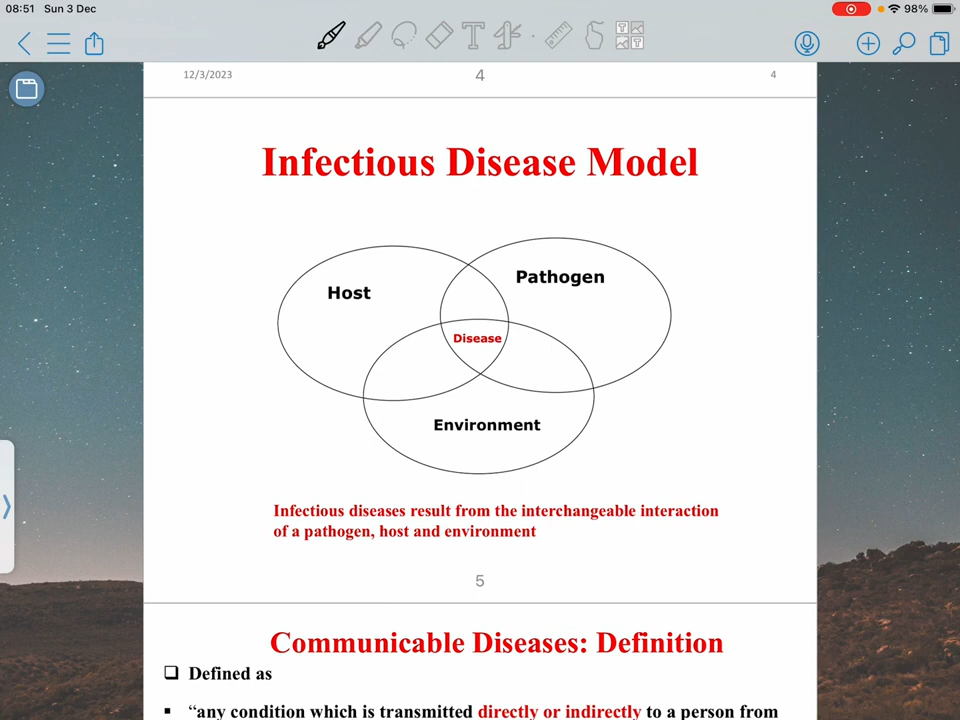 08:51 Sun 3 Dec
98%
12/3/2023
4
4
Infectious Disease Model
Host
Pathogen
Disease
Environment
Infectious diseases result from the interchangeable interaction
of a pathogen, host and environment
5
Communicable Diseases: Definition
Defined as
“any condition which is transmitted directly or indirectly to a person from